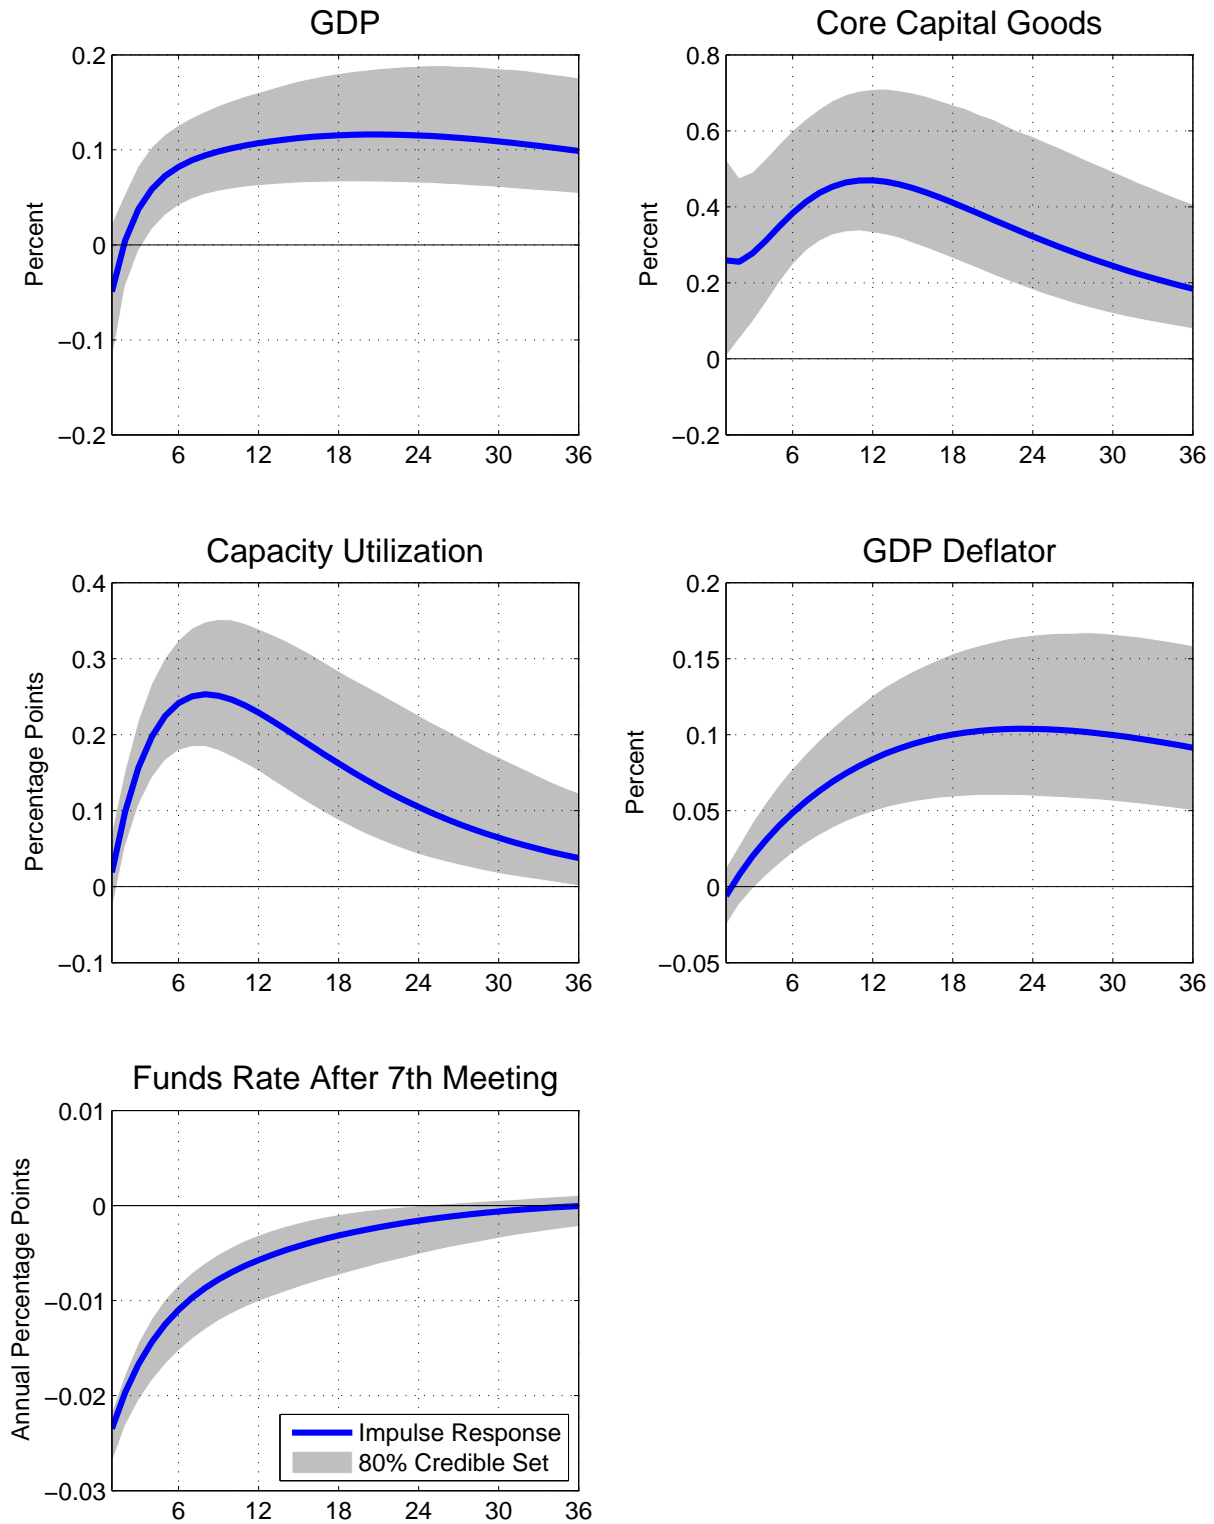 GDP
Percent
0.2
0.1
0
−0.1
−0.2
6 12 18 24 30 36
Core Capital Goods
Percent
0.8
0.6
0.4
0.2
0
−0.2
6 12 18 24 30 36
Capacity Utilization
Percentage Points
0.4
0.3
0.2
0.1
0
−0.1
6 12 18 24 30 36
GDP Deflator
Percent
0.2
0.15
0.1
0.05
0
−0.05
6 12 18 24 30 36
Funds Rate After 7th Meeting
Annual Percentage Points
0.01
0
−0.01
−0.02
−0.03
6 12 18 24 30 36
Impulse Response
80% Credible Set